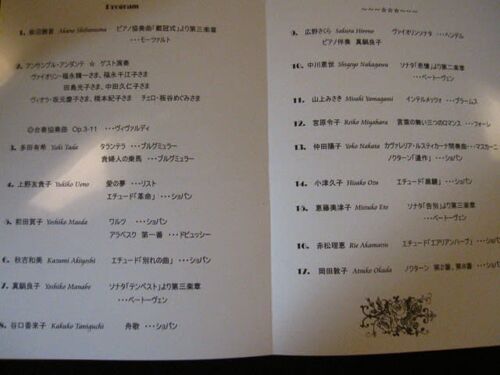 Program
1. 柴沼明香 Akane Shibanuma ピアノ協奏曲「戴冠式」より第三楽章
・・・モーツァルト
2. アンサンブル・アンダンテ ☆ ゲスト演奏
ヴァイオリン・福永精一さま、福永千江子さま
田島光子さま、中田久仁子さま
ヴィオラ・坂元慶子さま、橋本紀子さま チェロ・板谷めぐみさま
◎合奏協奏曲 Op.3-11 ・・・ヴィヴァルディ
3. 多田有希 Yuki Tada タランテラ ・・・ブルグミュラー
貴婦人の乗馬 ・・・ブルグミュラー
4. 上野友貴子 Yukiko Ueno 愛の夢 ・・・リスト
エチュード「革命」 ・・・ショパン
5. 前田賀子 Yoshiko Maeda ワルツ ・・・ショパン
アラベスク 第一番 ・・・ドビュッシー
6. 秋吉和美 Kazumi Akiyoshi エチュード「別れの曲」 ・・・ショパン
7. 真鍋良子 Yoshiko Manabe ソナタ「テンペスト」より第三楽章
・・・ベートーヴェン
8. 谷口香来子 Kakuko Taniguchi 舟歌 ・・・ショパン
～～～☆☆☆～～～
9. 広野さくら Sakura Hirono ヴァイオリンソナタ ・・・ヘンデル
ピアノ伴奏 真鍋良子
10. 中川恵世 Shigeyo Nakagawa ソナタ「悲愴」より第二楽章
・・・ベートーヴェン
11. 山上みさき Misaki Yamagami インテルメッツォ ・・・ブラームス
12. 宮原令子 Reiko Miyahara 言葉の無い三つのロマンス ・・・フォーレ
13. 仲田陽子 Yoko Nakata カヴァレリア・ルスティカーナ間奏曲・・・マスカーニ
ノクターン「遺作」 ・・・ショパン
14. 小津久子 Hisako Ozu エチュード「黒鍵」 ・・・ショパン
15. 恵藤美津子 Mitsuko Eto ソナタ「告別」より第三楽章
・・・ベートーヴェン
16. 赤松理恵 Rie Akamatsu エチュード「エアリアンハープ」 ・・・ショパン
17. 岡田敦子 Atsuko Okada ノクターン 第2番、第8番 ・・・ショパン